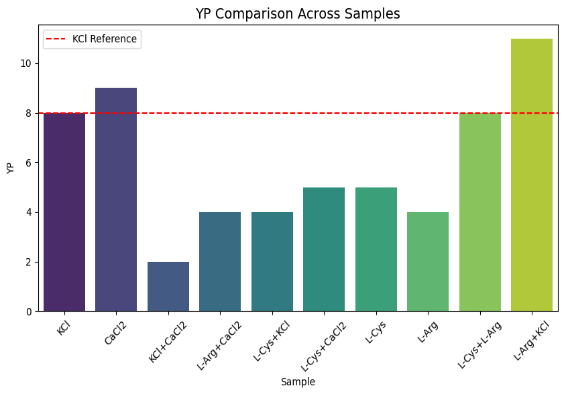 YP Comparison Across Samples
KCl Reference
10
8
6
4
2
0
YP
KCl
CaCl2
KCl+CaCl2
L-Arg+CaCl2
L-Cys+KCl
L-Cys+CaCl2
L-Cys
L-Arg
L-Cys+L-Arg
L-Arg+KCl
Sample